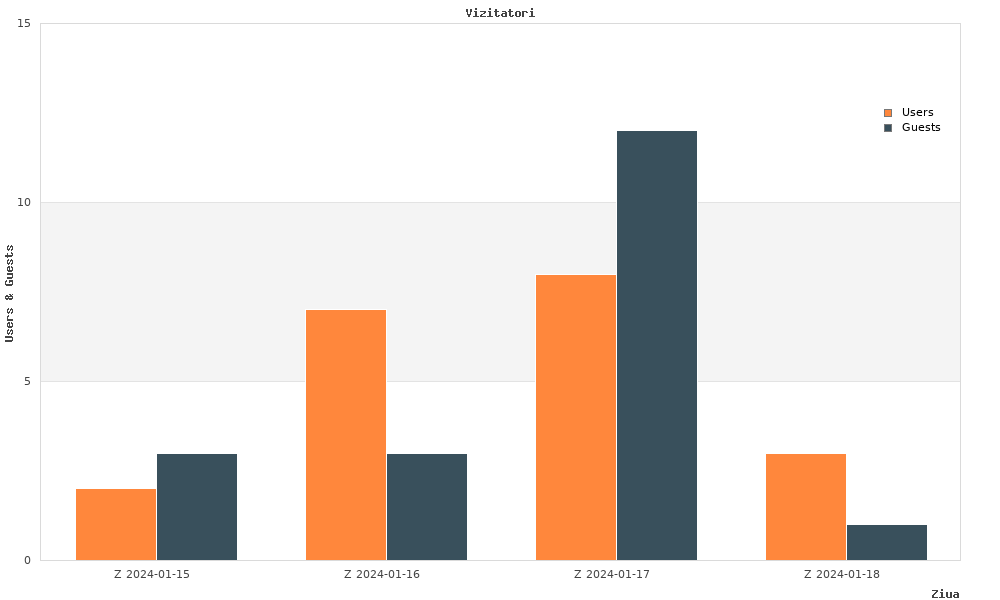 Vizitatori
15
10
5
0
Users & Guests
Users
Guests
Z 2024-01-15
Z 2024-01-16
Z 2024-01-17
Z 2024-01-18
Ziua